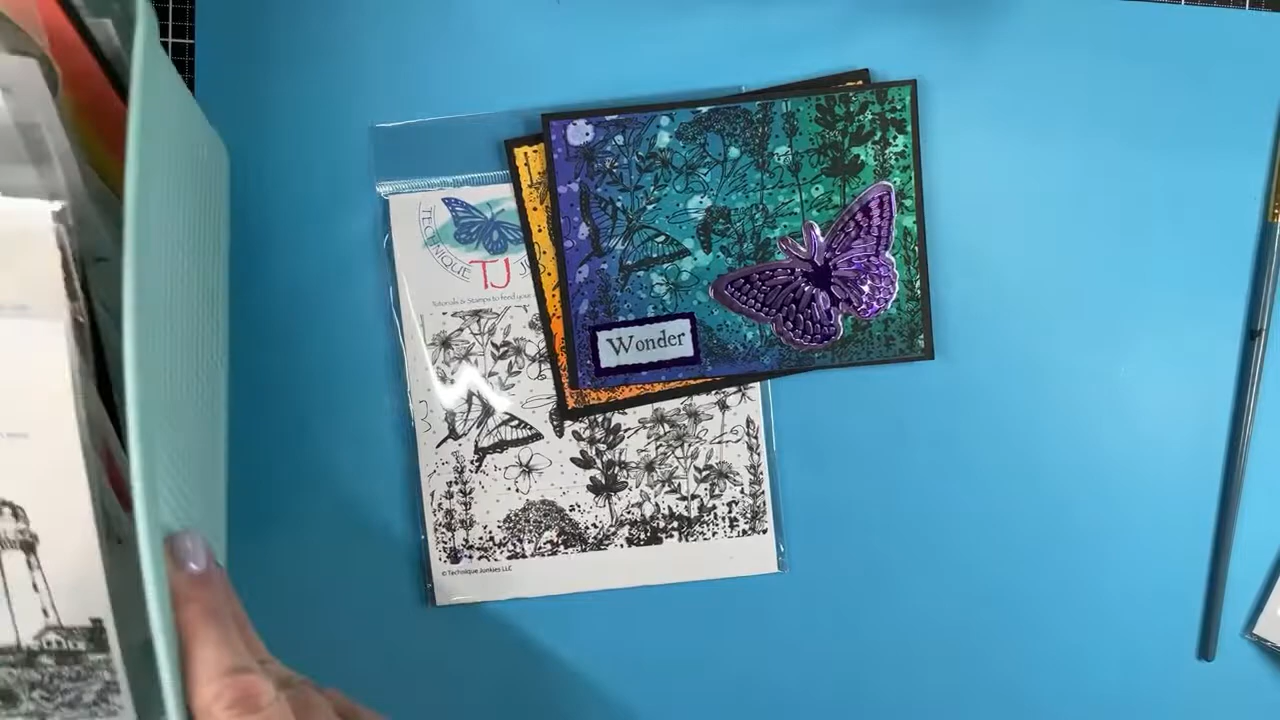 TECHNIQUE
TJ
Tutorials & Stamps to feed your
Wonder
© Technique Junkies LLC